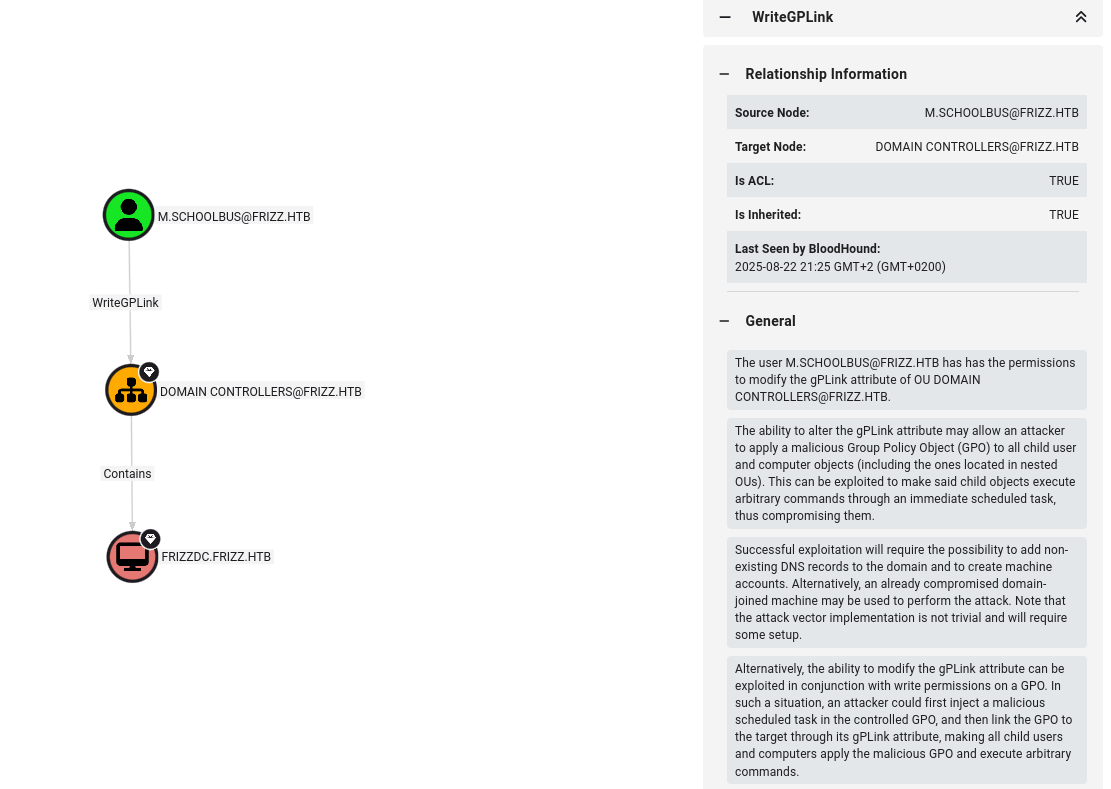 M.SCHOOLBUS@FRIZZ.HTB
WriteGPLink
DOMAIN CONTROLLERS@FRIZZ.HTB
Contains
FRIZZDC.FRIZZ.HTB
WriteGPLink
Relationship Information
Source Node: M.SCHOOLBUS@FRIZZ.HTB
Target Node: DOMAIN CONTROLLERS@FRIZZ.HTB
Is ACL: TRUE
Is Inherited: TRUE
Last Seen by BloodHound:
2025-08-22 21:25 GMT+2 (GMT+0200)
General
The user M.SCHOOLBUS@FRIZZ.HTB has has the permissions
to modify the gPLink attribute of OU DOMAIN
CONTROLLERS@FRIZZ.HTB.
The ability to alter the gPLink attribute may allow an attacker
to apply a malicious Group Policy Object (GPO) to all child user
and computer objects (including the ones located in nested
OUs). This can be exploited to make said child objects execute
arbitrary commands through an immediate scheduled task,
thus compromising them.
Successful exploitation will require the possibility to add non-
existing DNS records to the domain and to create machine
accounts. Alternatively, an already compromised domain-
joined machine may be used to perform the attack. Note that
the attack vector implementation is not trivial and will require
some setup.
Alternatively, the ability to modify the gPLink attribute can be
exploited in conjunction with write permissions on a GPO. In
such a situation, an attacker could first inject a malicious
scheduled task in the controlled GPO, and then link the GPO to
the target through its gPLink attribute, making all child users
and computers apply the malicious GPO and execute arbitrary
commands.